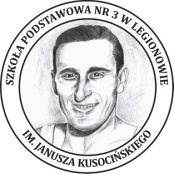 SZKOŁA PODSTAWOWA NR 3 W LEGIONOWIE
IM. JANUSZA KUSOCIŃSKIEGO